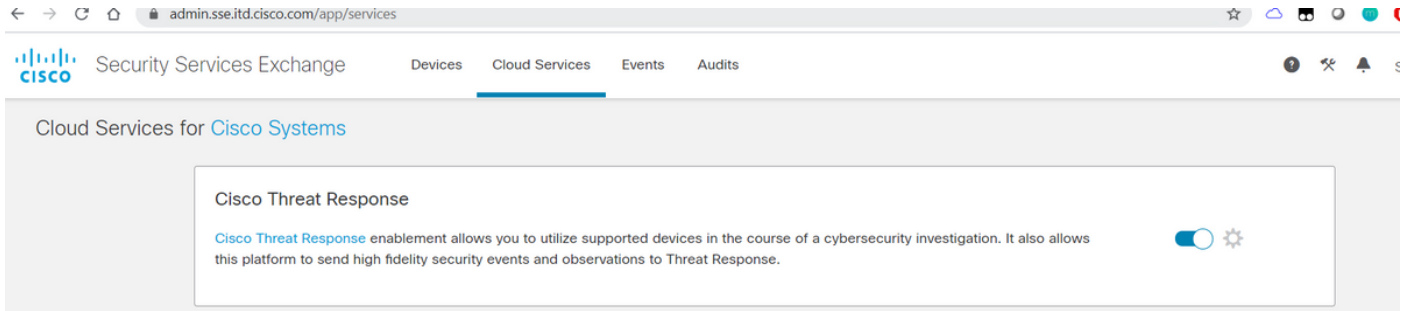 admin.sse.itd.cisco.com/app/services
CISCO
Security Services Exchange
Devices
Cloud Services
Events
Audits
Cloud Services for Cisco Systems
Cisco Threat Response
Cisco Threat Response enablement allows you to utilize supported devices in the course of a cybersecurity investigation. It also allows
this platform to send high fidelity security events and observations to Threat Response.